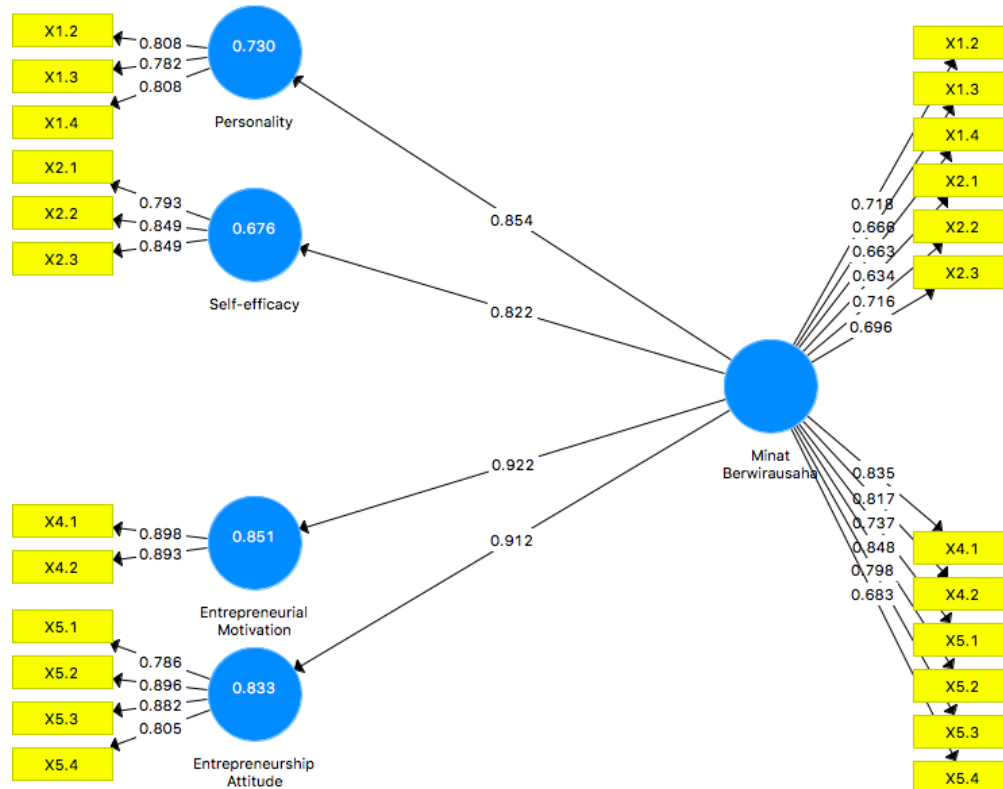 X1.2
0.808
X1.3
0.782
X1.4
0.808
0.730
Personality
X2.1
0.793
X2.2
0.849
X2.3
0.849
0.676
Self-efficacy
X4.1
0.898
X4.2
0.893
0.851
Entrepreneurial
Motivation
X5.1
0.786
X5.2
0.896
X5.3
0.882
X5.4
0.805
0.833
Entrepreneurship
Attitude
0.854
0.822
0.922
0.912
Minat
Berwirausaha
X1.2
X1.3
X1.4
X2.1
X2.2
X2.3
0.718
0.666
0.663
0.634
0.716
0.696
0.835
0.817
0.737
0.848
0.798
0.683
X4.1
X4.2
X5.1
X5.2
X5.3
X5.4